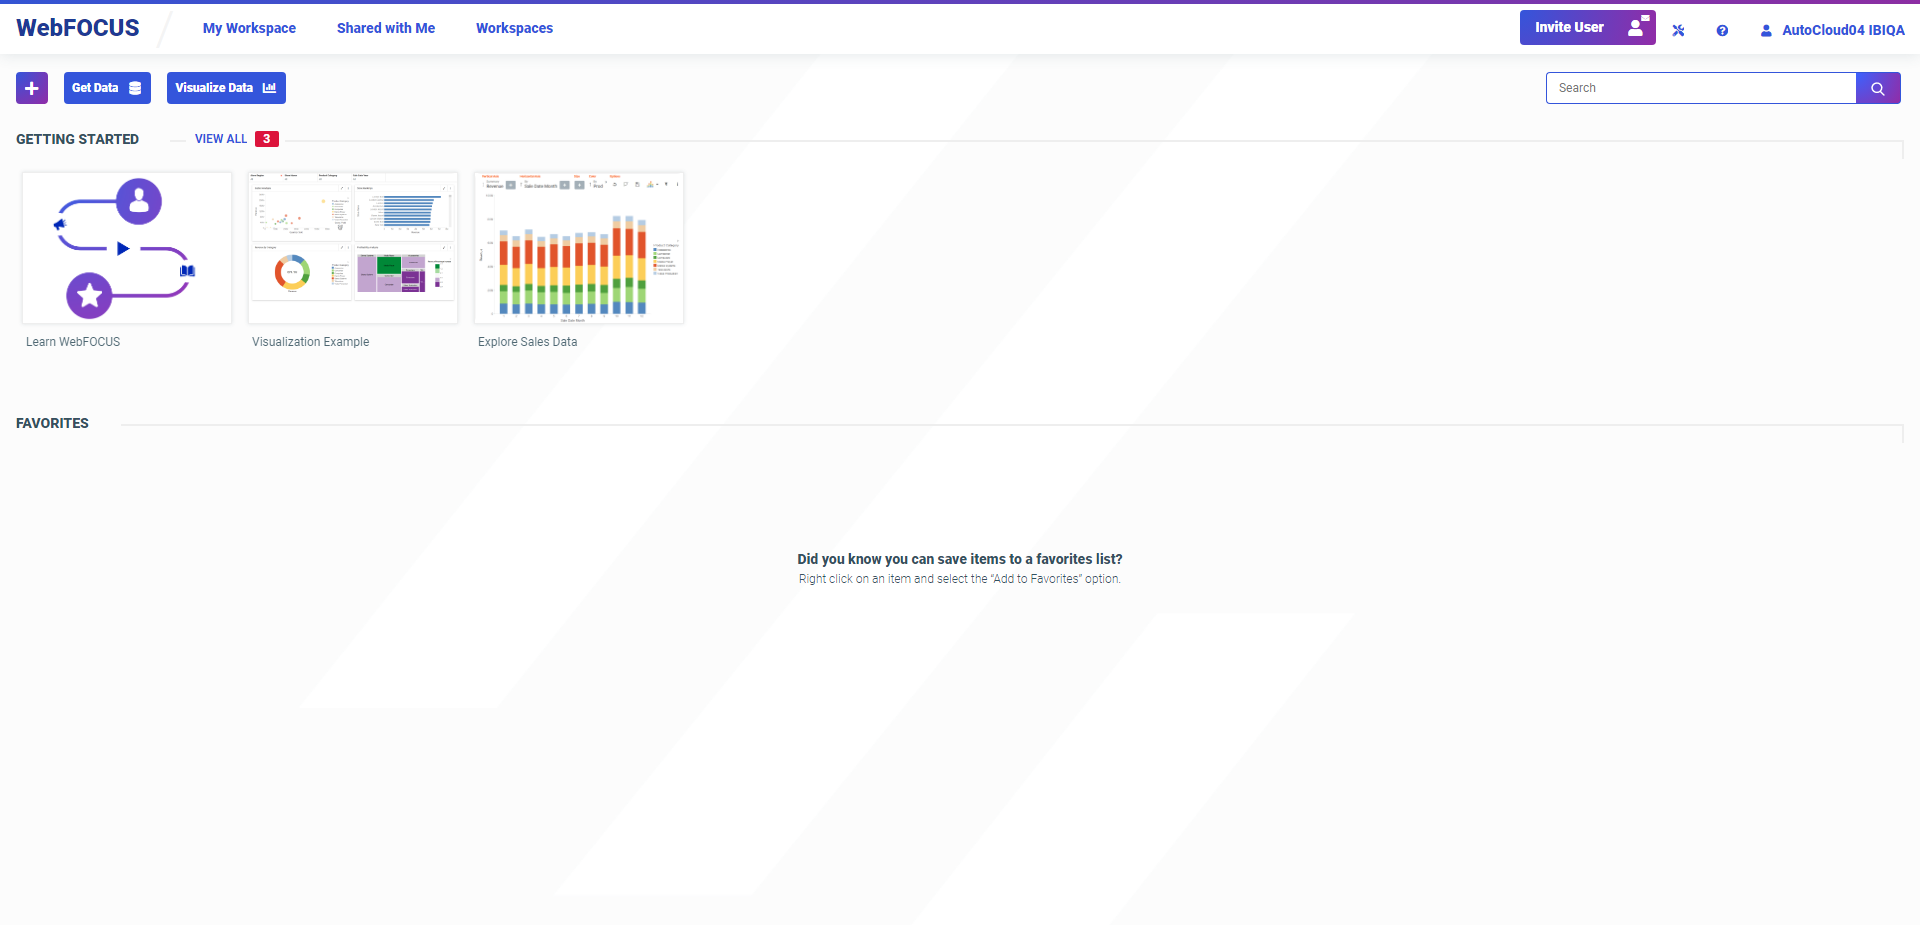 WebFOCUS
My Workspace
Shared with Me
Workspaces
Invite User
AutoCloud04 IBIQA
Get Data
Visualize Data
Search
GETTING STARTED
VIEW ALL 3
Learn WebFOCUS
Visualization Example
Explore Sales Data
FAVORITES
Did you know you can save items to a favorites list?
Right click on an item and select the “Add to Favorites” option.